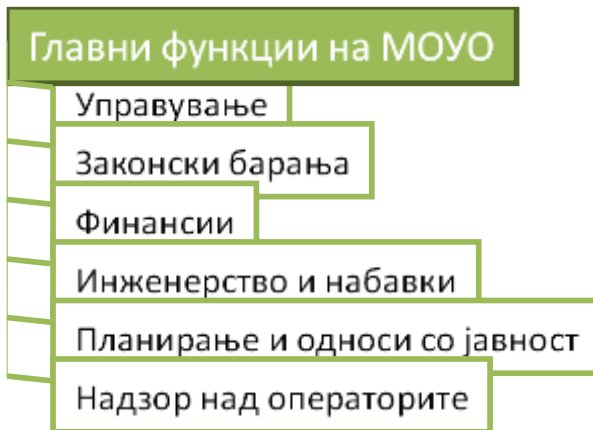 Главни функции на МОУО
Управување
Законски барања
Финансии
Инженерство и набавки
Планирање и односи со јавност
Надзор над операторите